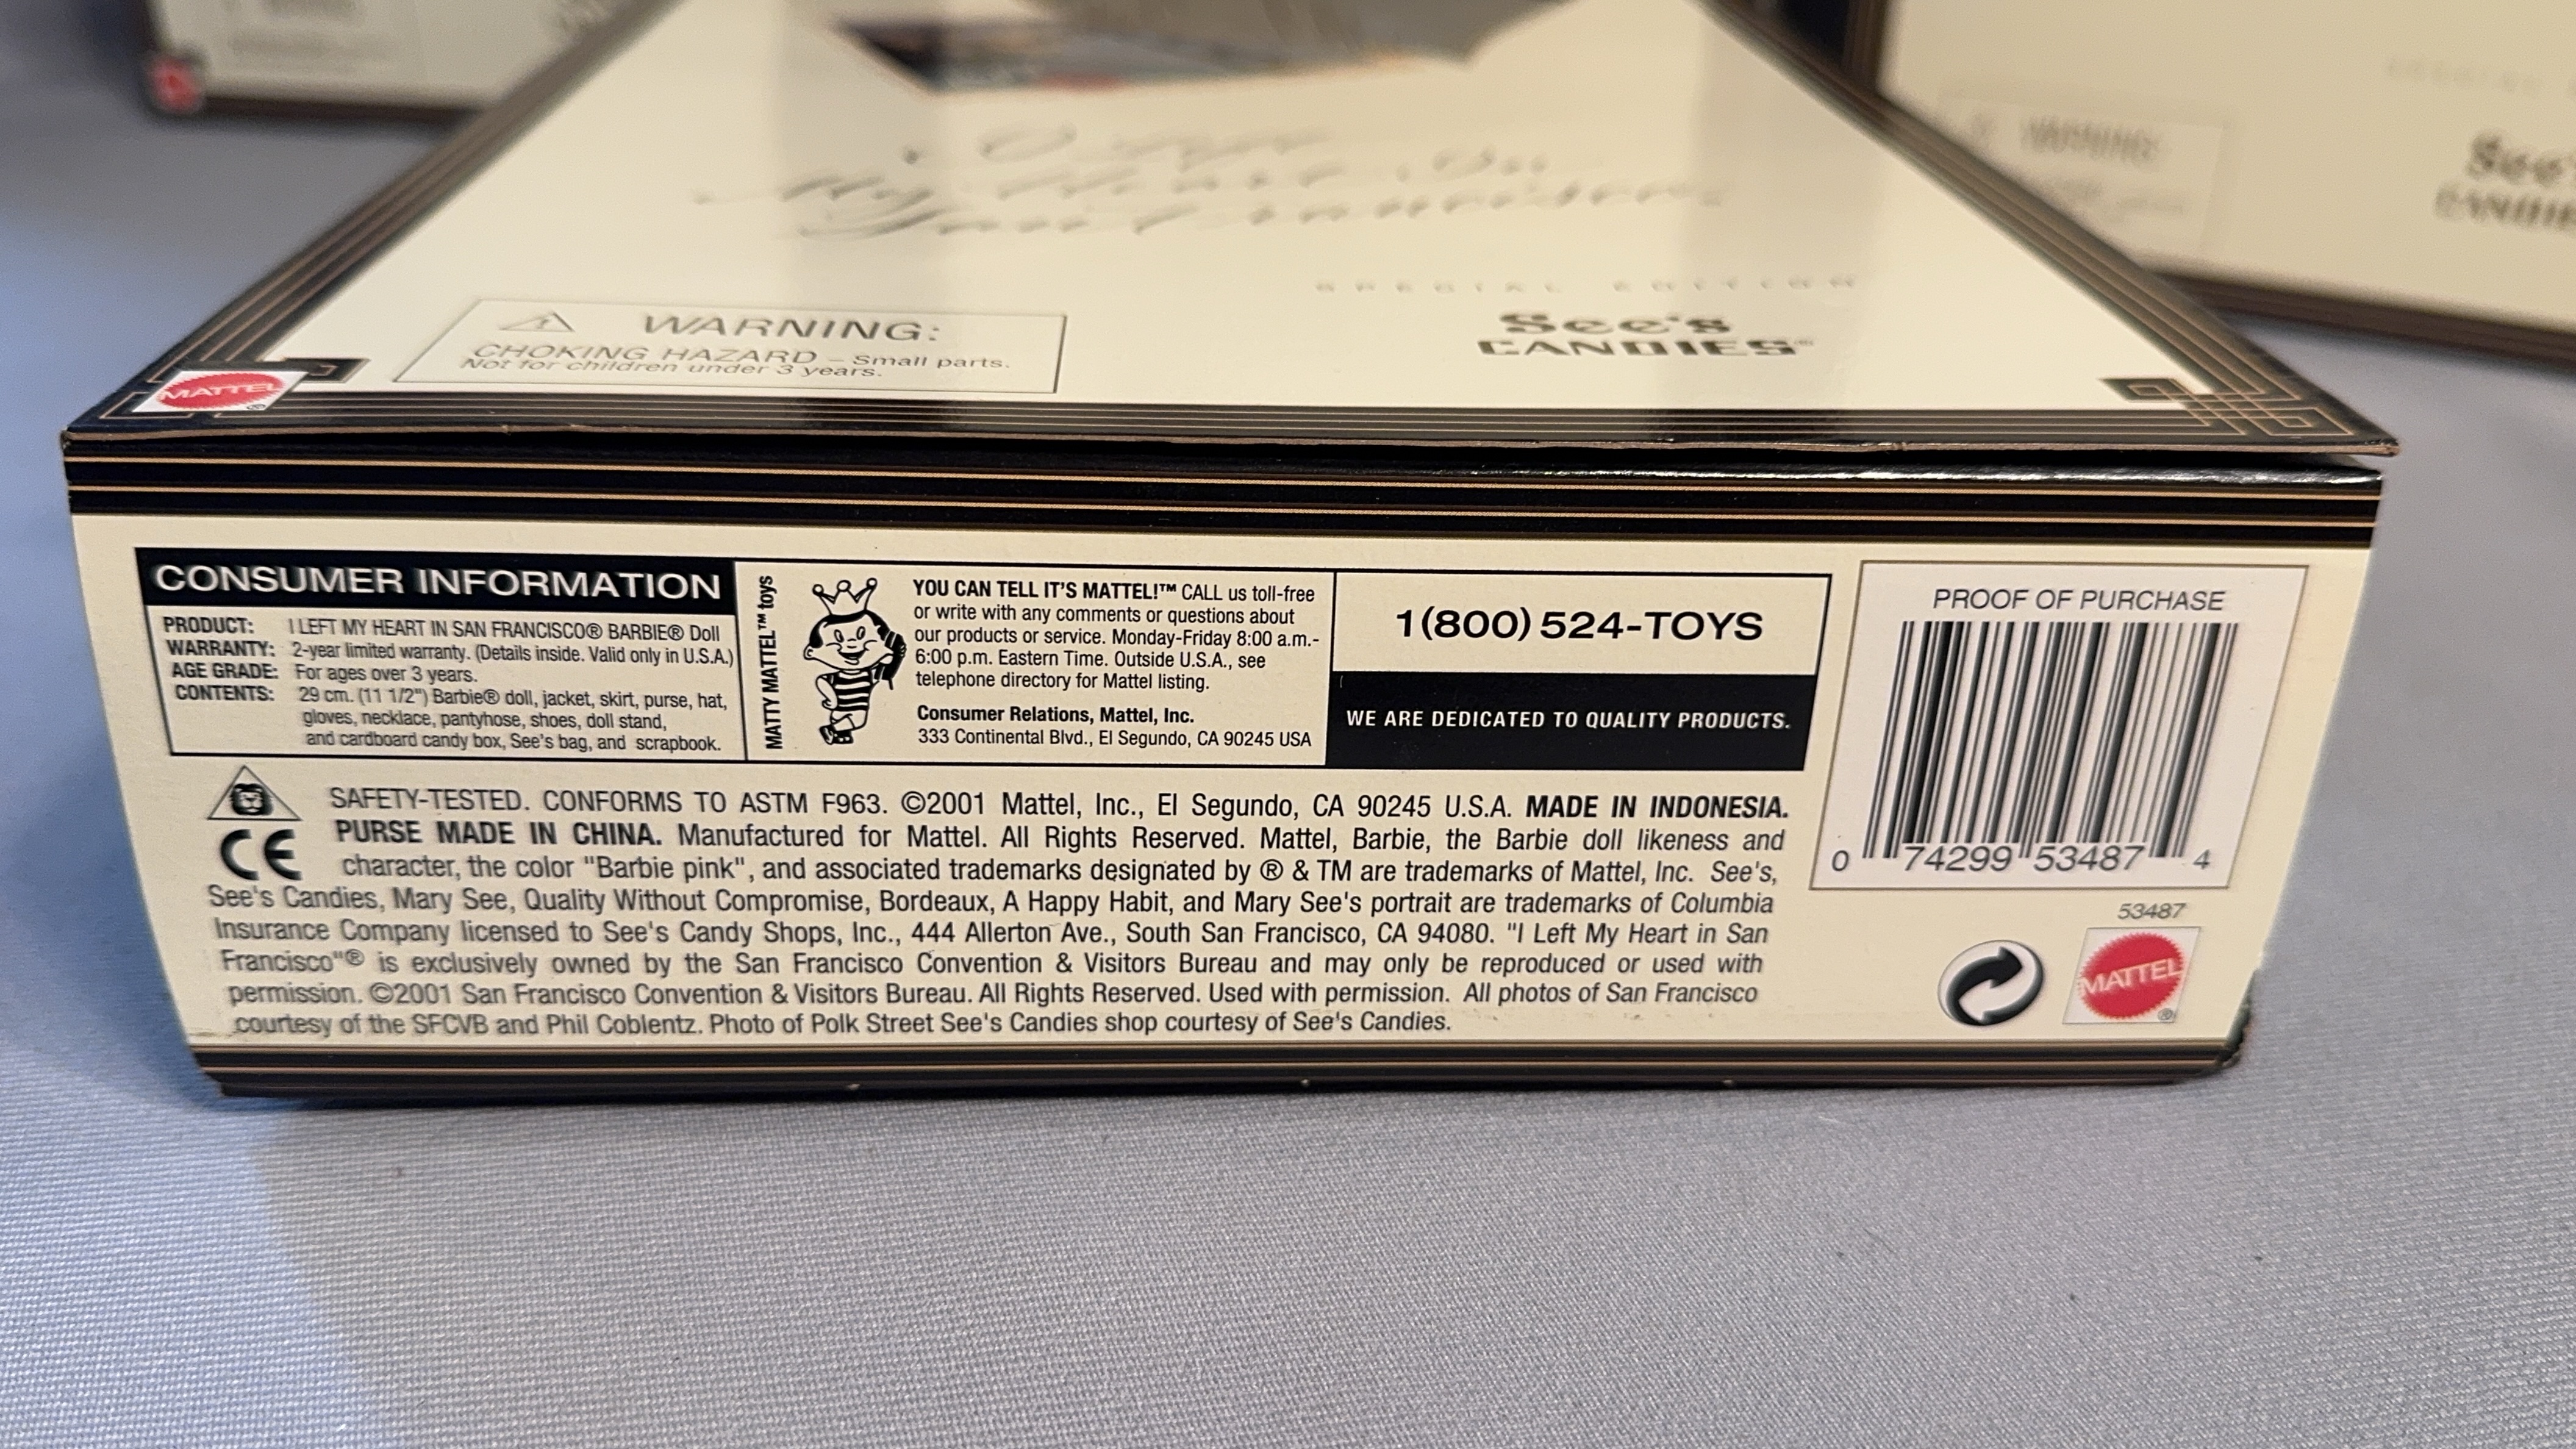 I Left
My Heart In
San Francisco
SPECIAL EDITION
See's
CANDIES®
WARNING:
CHOKING HAZARD – Small parts.
Not for children under 3 years.
MATTEL
®
WARNING:
See's
CANDIE
CONSUMER INFORMATION
PRODUCT: I LEFT MY HEART IN SAN FRANCISCO® BARBIE® Doll
WARRANTY: 2-year limited warranty. (Details inside. Valid only in U.S.A.)
AGE GRADE: For ages over 3 years.
CONTENTS: 29 cm. (11 1/2") Barbie® doll, jacket, skirt, purse, hat,
gloves, necklace, pantyhose, shoes, doll stand,
and cardboard candy box, See's bag, and scrapbook.
MATTY MATTEL™ toys
YOU CAN TELL IT'S MATTEL!™ CALL us toll-free
or write with any comments or questions about
our products or service. Monday-Friday 8:00 a.m.-
6:00 p.m. Eastern Time. Outside U.S.A., see
telephone directory for Mattel listing.
Consumer Relations, Mattel, Inc.
333 Continental Blvd., El Segundo, CA 90245 USA
1(800) 524-TOYS
WE ARE DEDICATED TO QUALITY PRODUCTS.
PROOF OF PURCHASE
0 74299 53487 4
53487
MATTEL
®
CE
SAFETY-TESTED. CONFORMS TO ASTM F963. ©2001 Mattel, Inc., El Segundo, CA 90245 U.S.A. MADE IN INDONESIA.
PURSE MADE IN CHINA. Manufactured for Mattel. All Rights Reserved. Mattel, Barbie, the Barbie doll likeness and
character, the color "Barbie pink", and associated trademarks designated by ® & TM are trademarks of Mattel, Inc. See's,
See's Candies, Mary See, Quality Without Compromise, Bordeaux, A Happy Habit, and Mary See's portrait are trademarks of Columbia
Insurance Company licensed to See's Candy Shops, Inc., 444 Allerton Ave., South San Francisco, CA 94080. "I Left My Heart in San
Francisco"® is exclusively owned by the San Francisco Convention & Visitors Bureau and may only be reproduced or used with
permission. ©2001 San Francisco Convention & Visitors Bureau. All Rights Reserved. Used with permission. All photos of San Francisco
courtesy of the SFCVB and Phil Coblentz. Photo of Polk Street See's Candies shop courtesy of See's Candies.